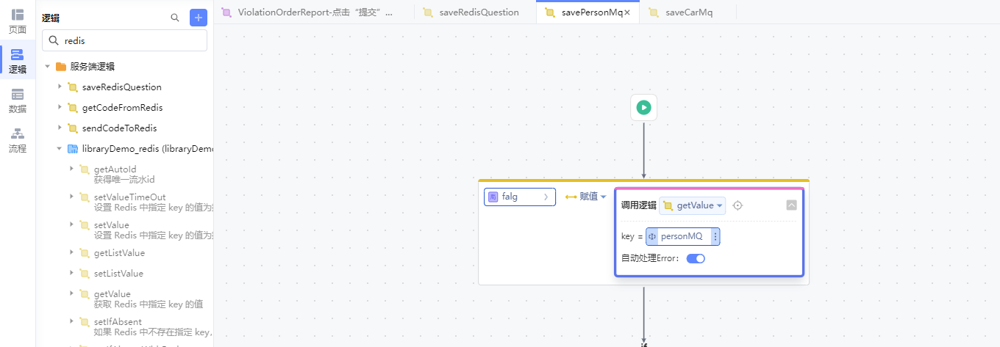 页面
逻辑
数据
流程
逻辑
redis
服务端逻辑
saveRedisQuestion
getCodeFromRedis
sendCodeToRedis
libraryDemo_redis (libraryDemo
getAutoId
获得唯一流水id
setValueTimeOut
设置 Redis 中指定 key 的值为
setValue
设置 Redis 中指定 key 的值为
getListValue
setListValue
getValue
获取 Redis 中指定 key 的值
setIfAbsent
如果 Redis 中不存在指定 key,
ViolationOrderReport-点击“提交”...
saveRedisQuestion
savePersonMq
saveCarMq
falg
赋值
调用逻辑 getValue
key = personMQ
自动处理Error：
if